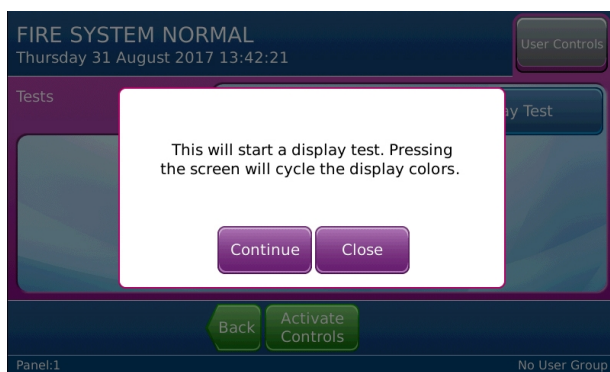 FIRE SYSTEM NORMAL
Thursday 31 August 2017 13:42:21
User Controls
Tests
ay Test
This will start a display test. Pressing
the screen will cycle the display colors.
Continue
Close
Back
Activate
Controls
Panel:1
No User Group